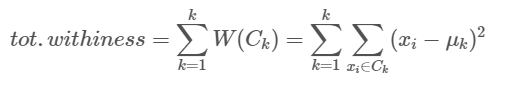 tot.withiness = \sum_{k=1}^{k} W(C_k) = \sum_{k=1}^{k} \sum_{x_i \in C_k} (x_i - \mu_k)^2